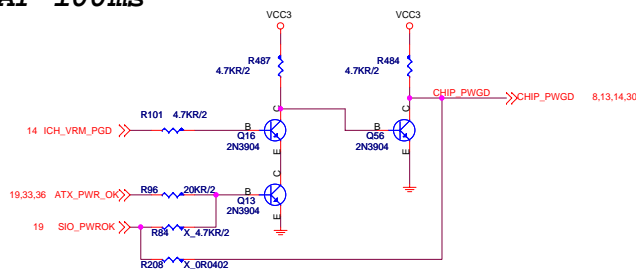 VCC3
VCC3
R487
4.7KR/2
R484
4.7KR/2
CHIP_PWGD
CHIP_PWGD 8,13,14,30
R101 4.7KR/2
14 ICH_VRM_PGD
B
C
E
Q16
2N3904
B
C
E
Q56
2N3904
19,33,36 ATX_PWR_OK
R96 20KR/2
B
C
E
Q13
2N3904
19 SIO_PWROK
R84 X_4.7KR/2
R208 X_0R0402